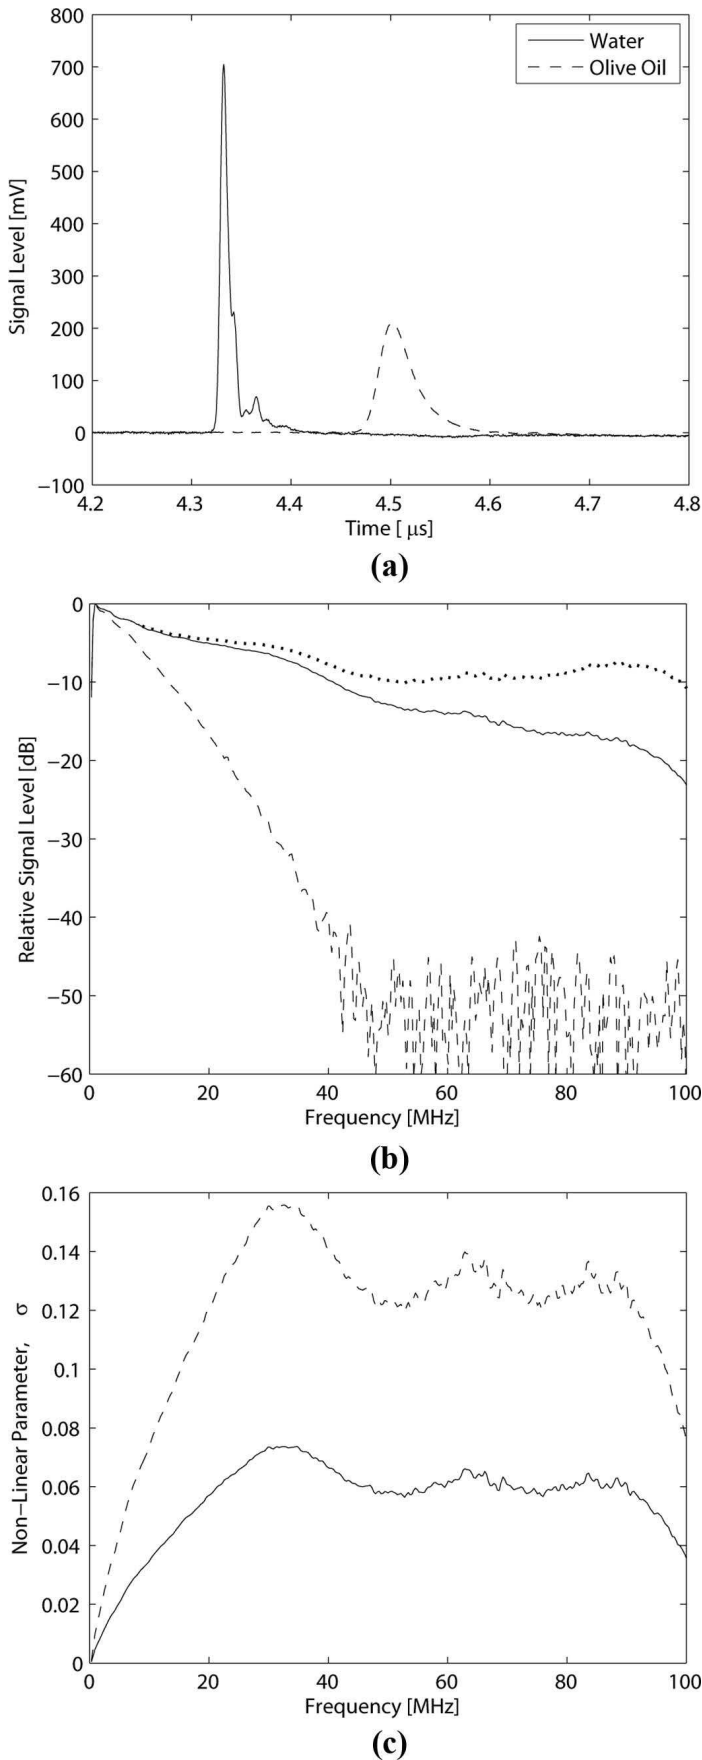 800
700
600
500
400
300
200
100
0
−100
Signal Level [mV]
Water
Olive Oil
4.2 4.3 4.4 4.5 4.6 4.7 4.8
Time [ μs]
(a)
0
−10
−20
−30
−40
−50
−60
Relative Signal Level [dB]
0 20 40 60 80 100
Frequency [MHz]
(b)
0.16
0.14
0.12
0.1
0.08
0.06
0.04
0.02
0
Non−Linear Parameter, σ
0 20 40 60 80 100
Frequency [MHz]
(c)